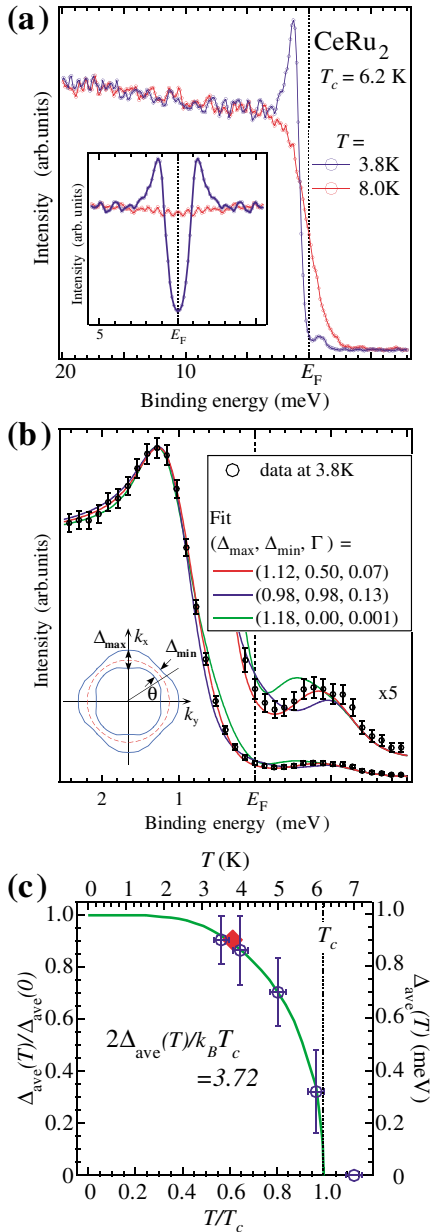 (a)
CeRu2
Tc = 6.2 K
T =
3.8K
8.0K
Intensity (arb.units)
Intensity (arb. units)
5
EF
20
10
EF
Binding energy (meV)
(b)
data at 3.8K
Fit
(Δmax, Δmin, Γ) =
(1.12, 0.50, 0.07)
(0.98, 0.98, 0.13)
(1.18, 0.00, 0.001)
Intensity (arb.units)
Δmax
kx
Δmin
θ
ky
x5
2
1
EF
Binding energy (meV)
(c)
T (K)
0 1 2 3 4 5 6 7
Tc
Δave(T)/Δave(0)
1.0
0.8
0.6
0.4
0.2
0
2Δave(T)/kBTc
=3.72
1.0
0.8
0.6
0.4
0.2
0
Δave(T) (meV)
0 0.2 0.4 0.6 0.8 1.0
T/Tc